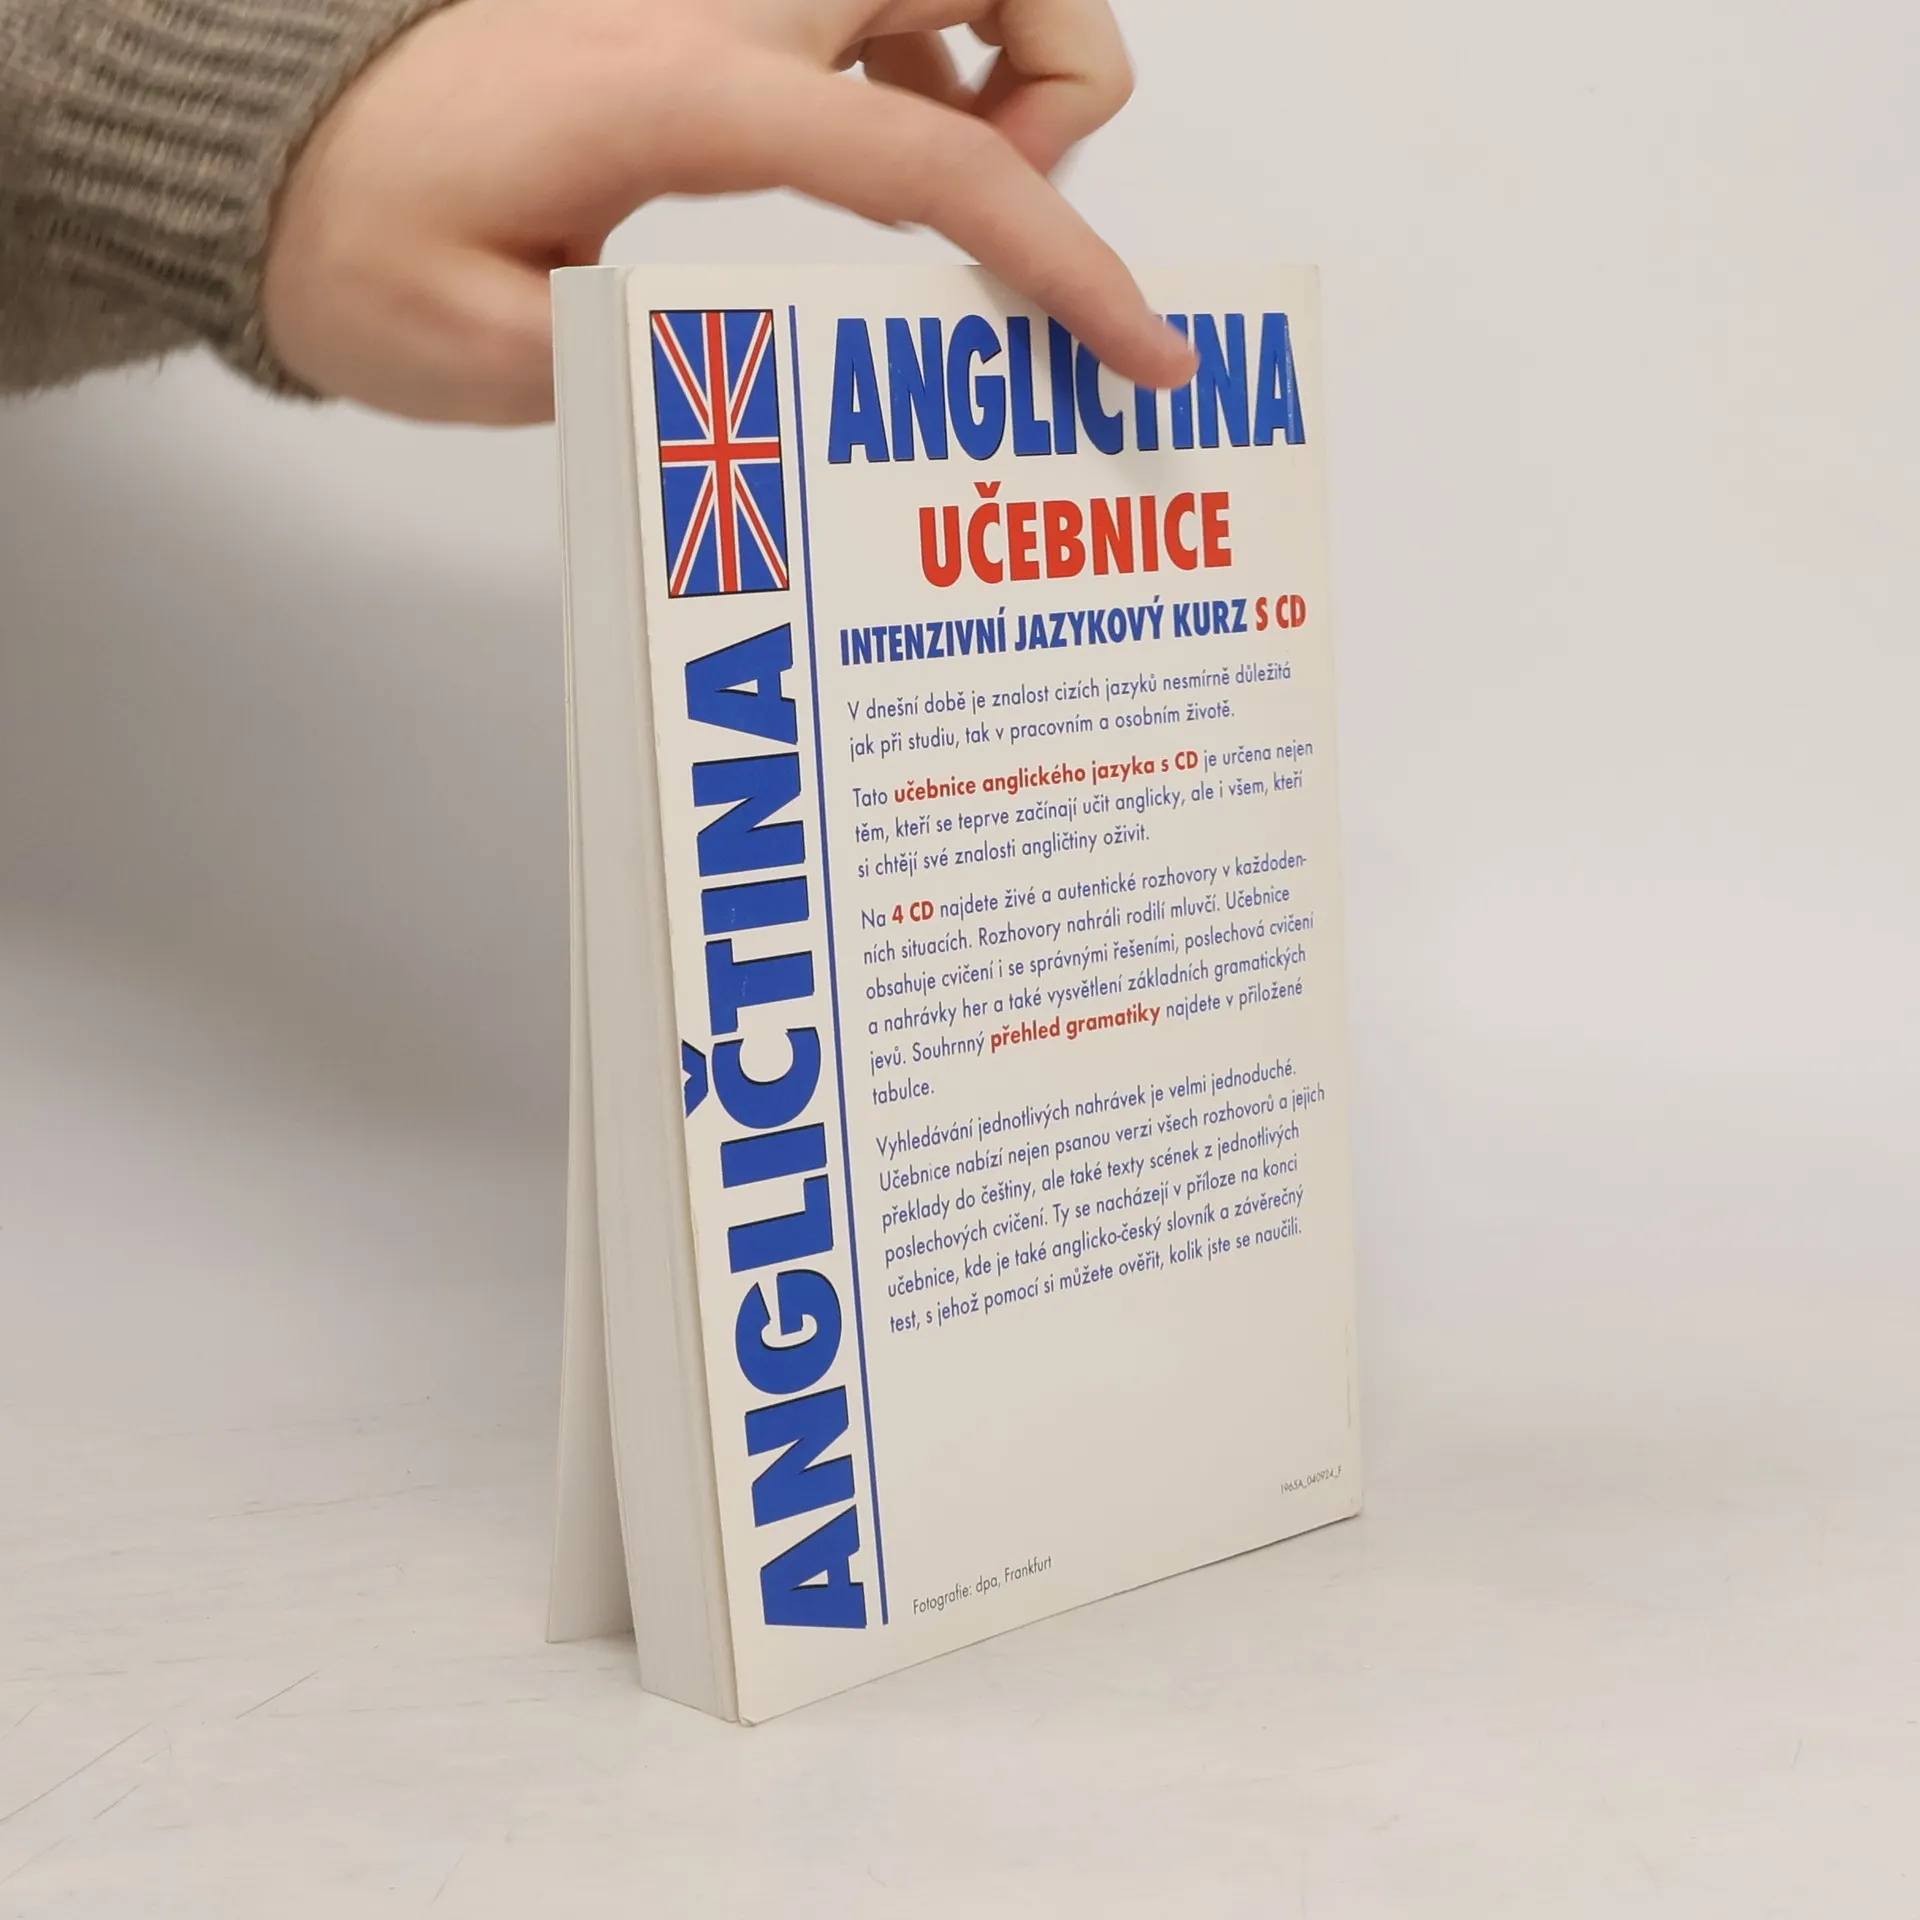 ANGLIČTINA
ANGLIČTINA
UČEBNICE
INTENZIVNÍ JAZYKOVÝ KURZ S CD
V dnešní době je znalost cizích jazyků nesmírně důležitá
jak při studiu, tak v pracovním a osobním životě.
Tato učebnice anglického jazyka s CD je určena nejen
těm, kteří se teprve začínají učit anglicky, ale i všem, kteří
si chtějí své znalosti angličtiny oživit.
Na 4 CD najdete živé a autentické rozhovory v každoden-
ních situacích. Rozhovory nahráli rodilí mluvčí. Učebnice
obsahuje cvičení i se správnými řešeními, poslechová cvičení
a nahrávky her a také vysvětlení základních gramatických
jevů. Souhrnný přehled gramatiky najdete v přiložené
tabulce.
Vyhledávání jednotlivých nahrávek je velmi jednoduché.
Učebnice nabízí nejen psanou verzi všech rozhovorů a jejich
překlady do češtiny, ale také texty scének z jednotlivých
poslechových cvičení. Ty se nacházejí v příloze na konci
učebnice, kde je také anglicko-český slovník a závěrečný
test, s jehož pomocí si můžete ověřit, kolik jste se naučili.
1965A_040924_F
Fotografie: dpa, Frankfurt